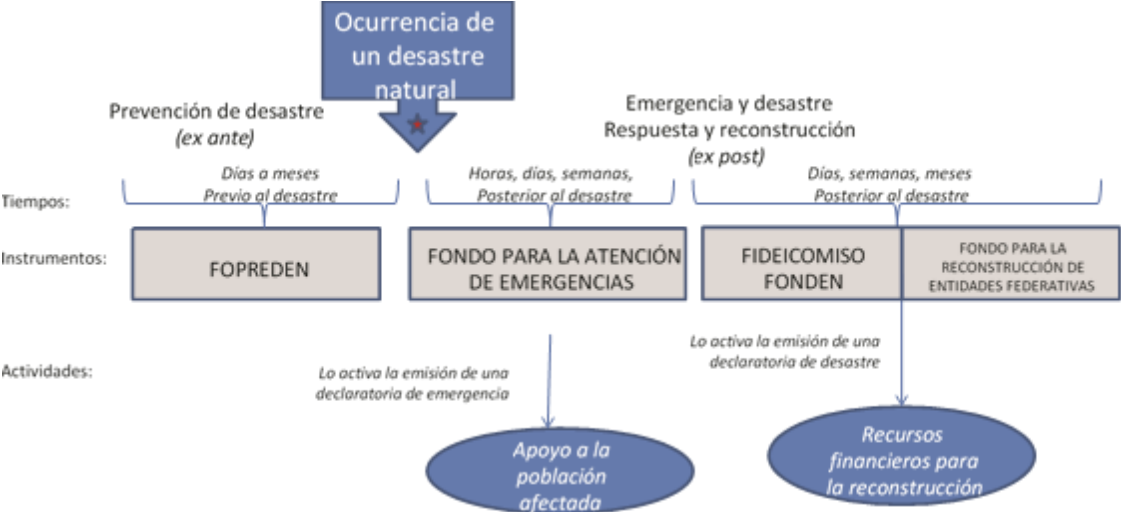 Ocurrencia de
un desastre
natural
Prevención de desastre
(ex ante)
Emergencia y desastre
Respuesta y reconstrucción
(ex post)
Tiempos:
Días a meses
Previo al desastre
Horas, días, semanas,
Posterior al desastre
Días, semanas, meses
Posterior al desastre
Instrumentos:
FOPREDEN
FONDO PARA LA ATENCIÓN
DE EMERGENCIAS
FIDEICOMISO
FONDEN
FONDO PARA LA
RECONSTRUCCIÓN DE
ENTIDADES FEDERATIVAS
Actividades:
Lo activa la emisión de una
declaratoria de emergencia
Lo activa la emisión de una
declaratoria de desastre
Apoyo a la
población
afectada
Recursos
financieros para
la reconstrucción